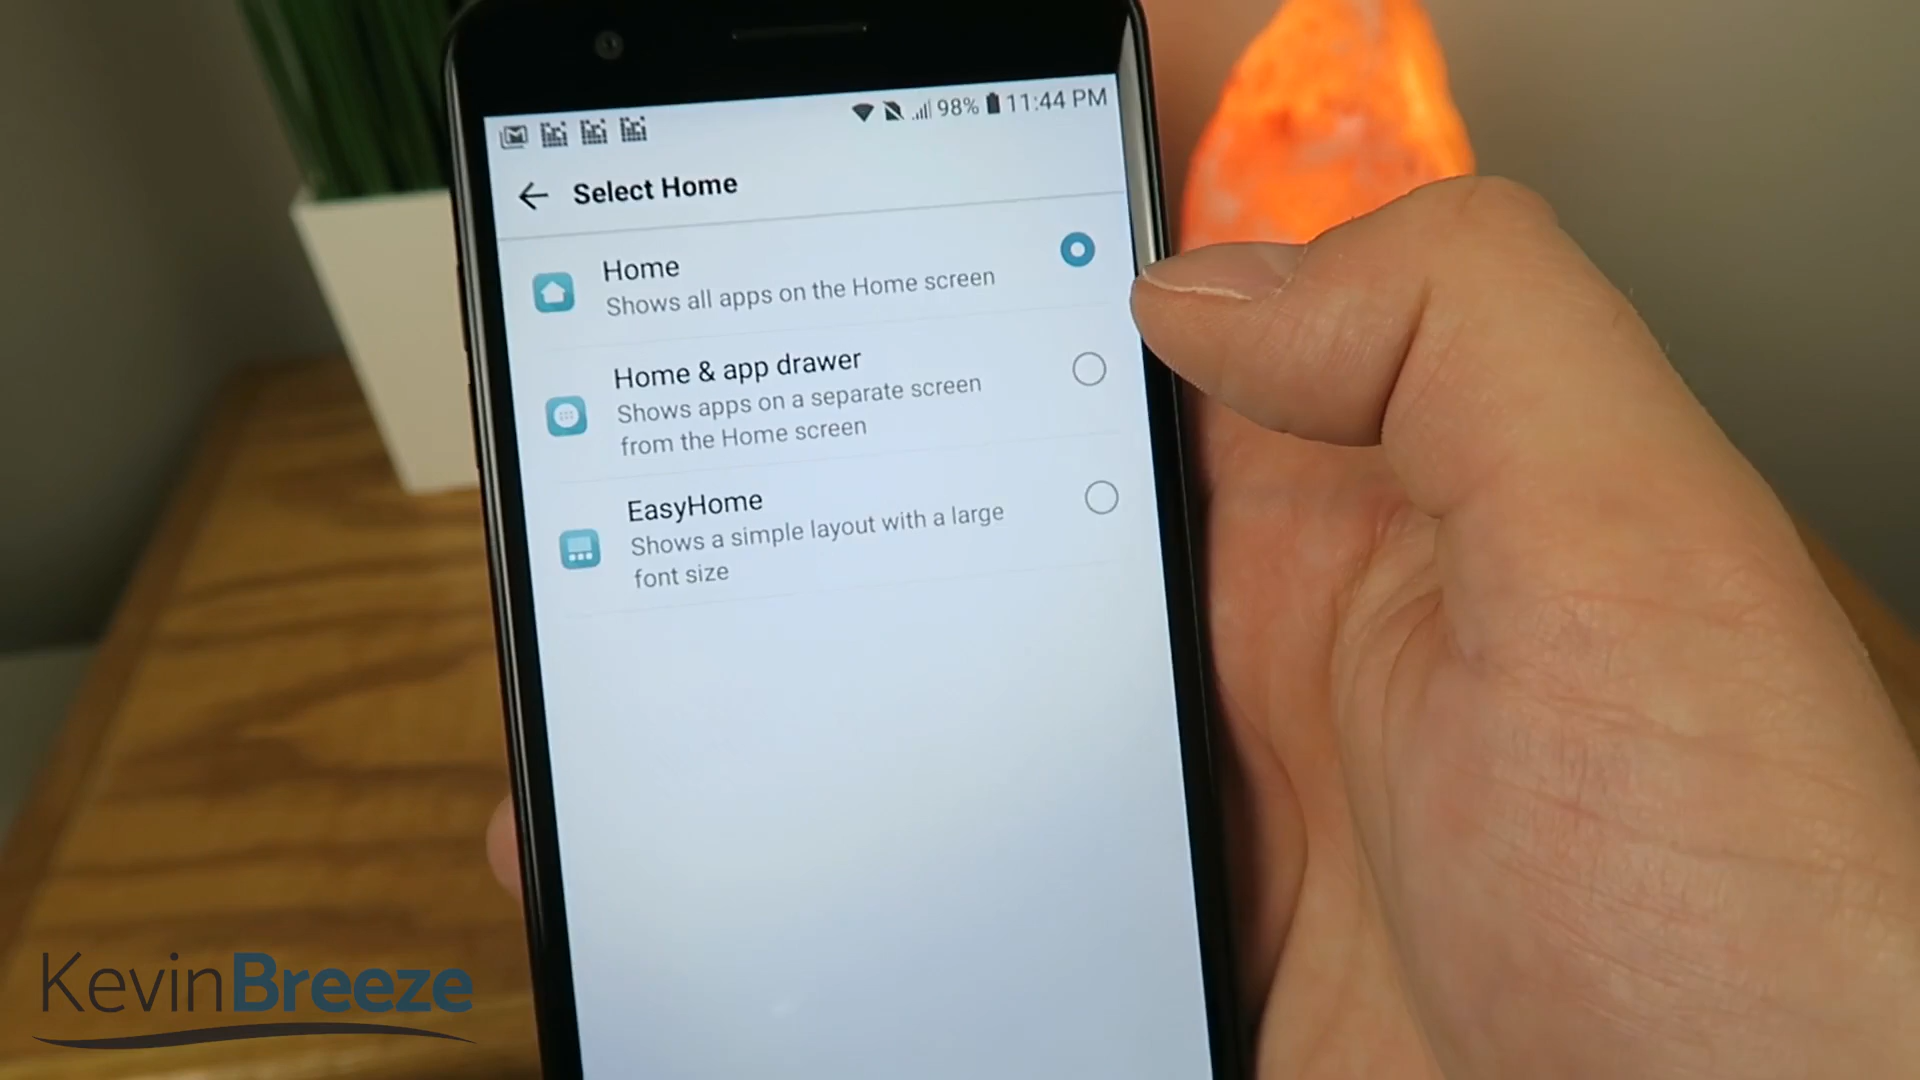 98% 11:44 PM
Select Home
Home
Shows all apps on the Home screen
Home & app drawer
Shows apps on a separate screen
from the Home screen
EasyHome
Shows a simple layout with a large
font size
KevinBreeze